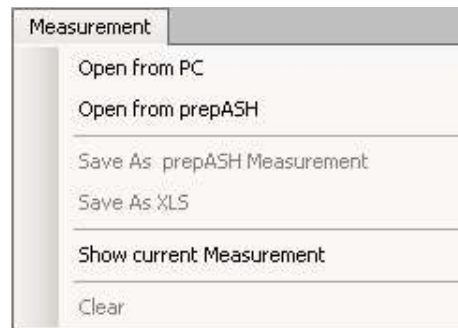 Measurement
Open from PC
Open from prepASH
Save As prepASH Measurement
Save As XLS
Show current Measurement
Clear